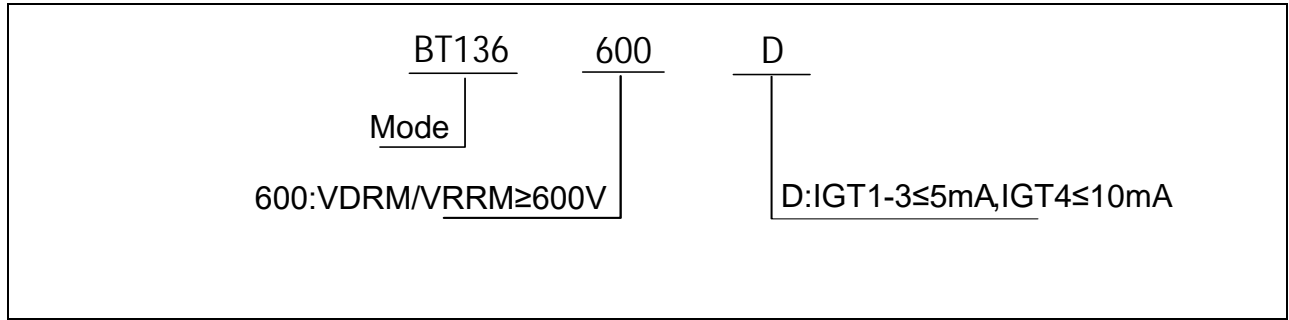 BT136 600 D
Mode
600:VDRM/VRRM≥600V D:IGT1-3≤5mA,IGT4≤10mA